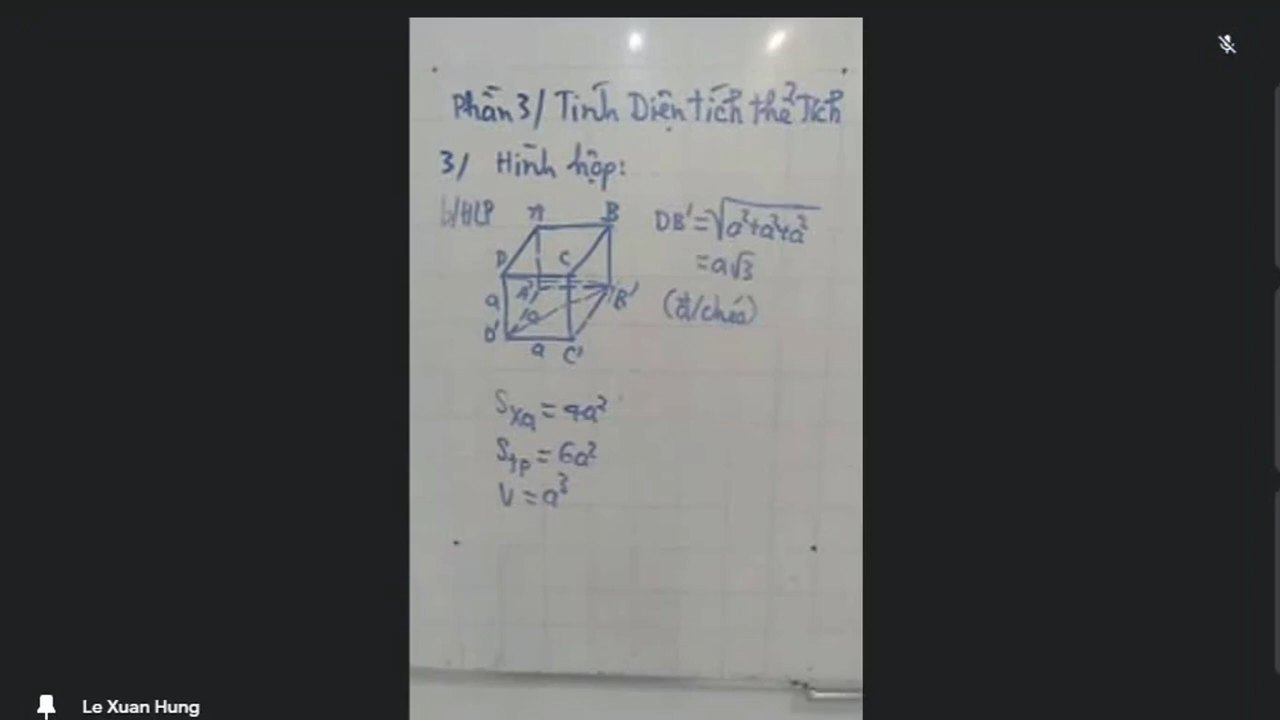 Phần 3/ Tính Diện tích thể Tích
3/ Hình hộp:
b/HLP
A B
D C
a A' B'
a
D' a C'
DB' = √a²+a²+a²
= a√3
(đ/chéo)
Sxq = 4a²
Stp = 6a²
V = a³
Le Xuan Hung